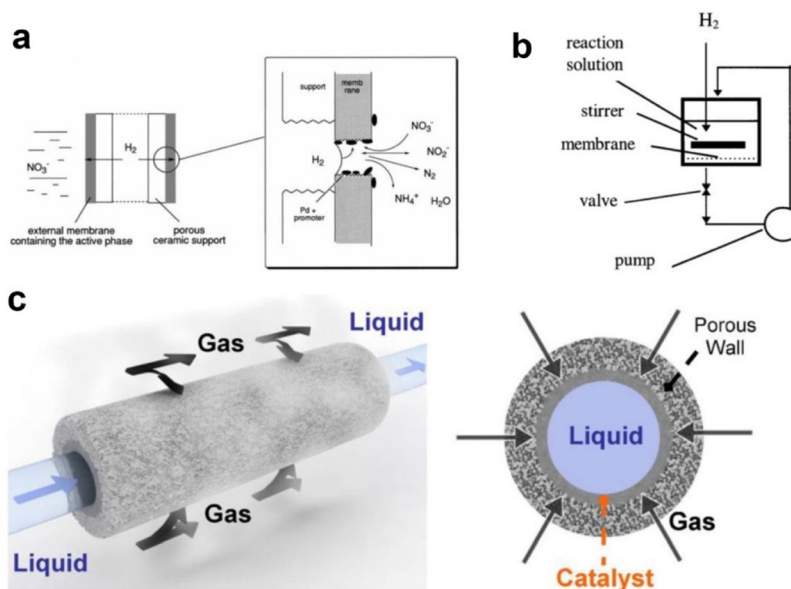 a
NO3-
H2
external membrane
containing the active phase
porous
ceramic support
support
memb
rane
H2
Pd +
promoter
NO3-
NO2-
N2
NH4+
H2O
b
H2
reaction
solution
stirrer
membrane
valve
pump
c
Liquid
Gas
Gas
Liquid
Porous
Wall
Liquid
Gas
Catalyst